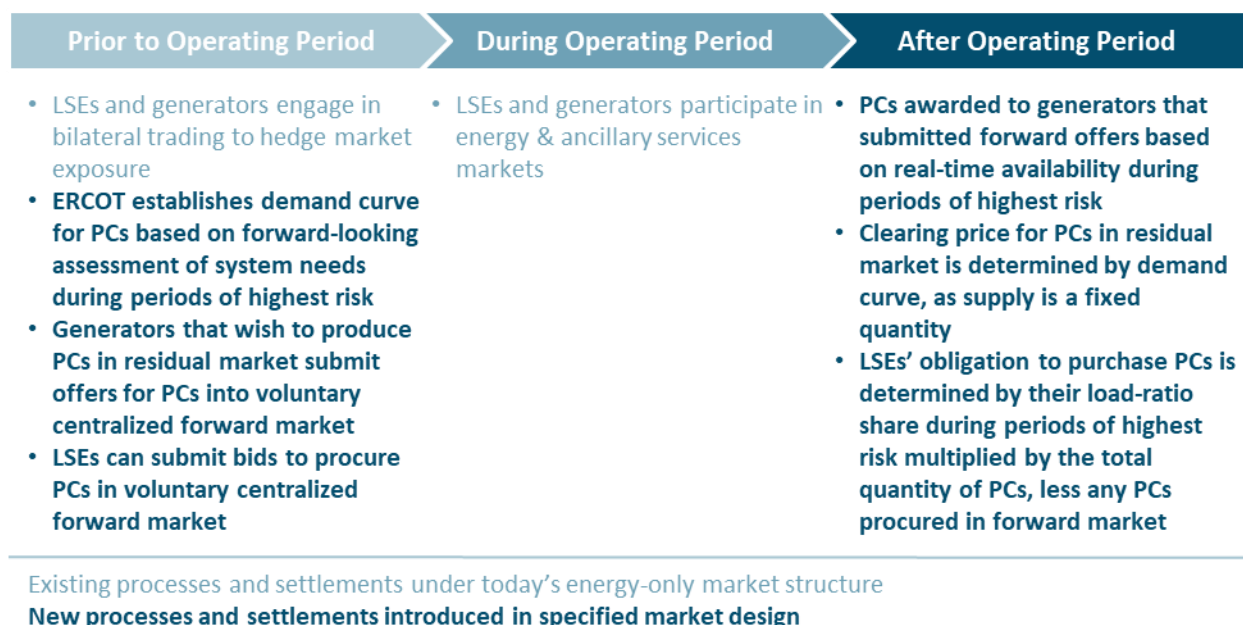 Prior to Operating Period
During Operating Period
After Operating Period
• LSEs and generators engage in
bilateral trading to hedge market
exposure
• ERCOT establishes demand curve
for PCs based on forward-looking
assessment of system needs
during periods of highest risk
• Generators that wish to produce
PCs in residual market submit
offers for PCs into voluntary
centralized forward market
• LSEs can submit bids to procure
PCs in voluntary centralized
forward market
• LSEs and generators participate in
energy & ancillary services
markets
• PCs awarded to generators that
submitted forward offers based
on real-time availability during
periods of highest risk
• Clearing price for PCs in residual
market is determined by demand
curve, as supply is a fixed
quantity
• LSEs’ obligation to purchase PCs is
determined by their load-ratio
share during periods of highest
risk multiplied by the total
quantity of PCs, less any PCs
procured in forward market
Existing processes and settlements under today’s energy-only market structure
New processes and settlements introduced in specified market design